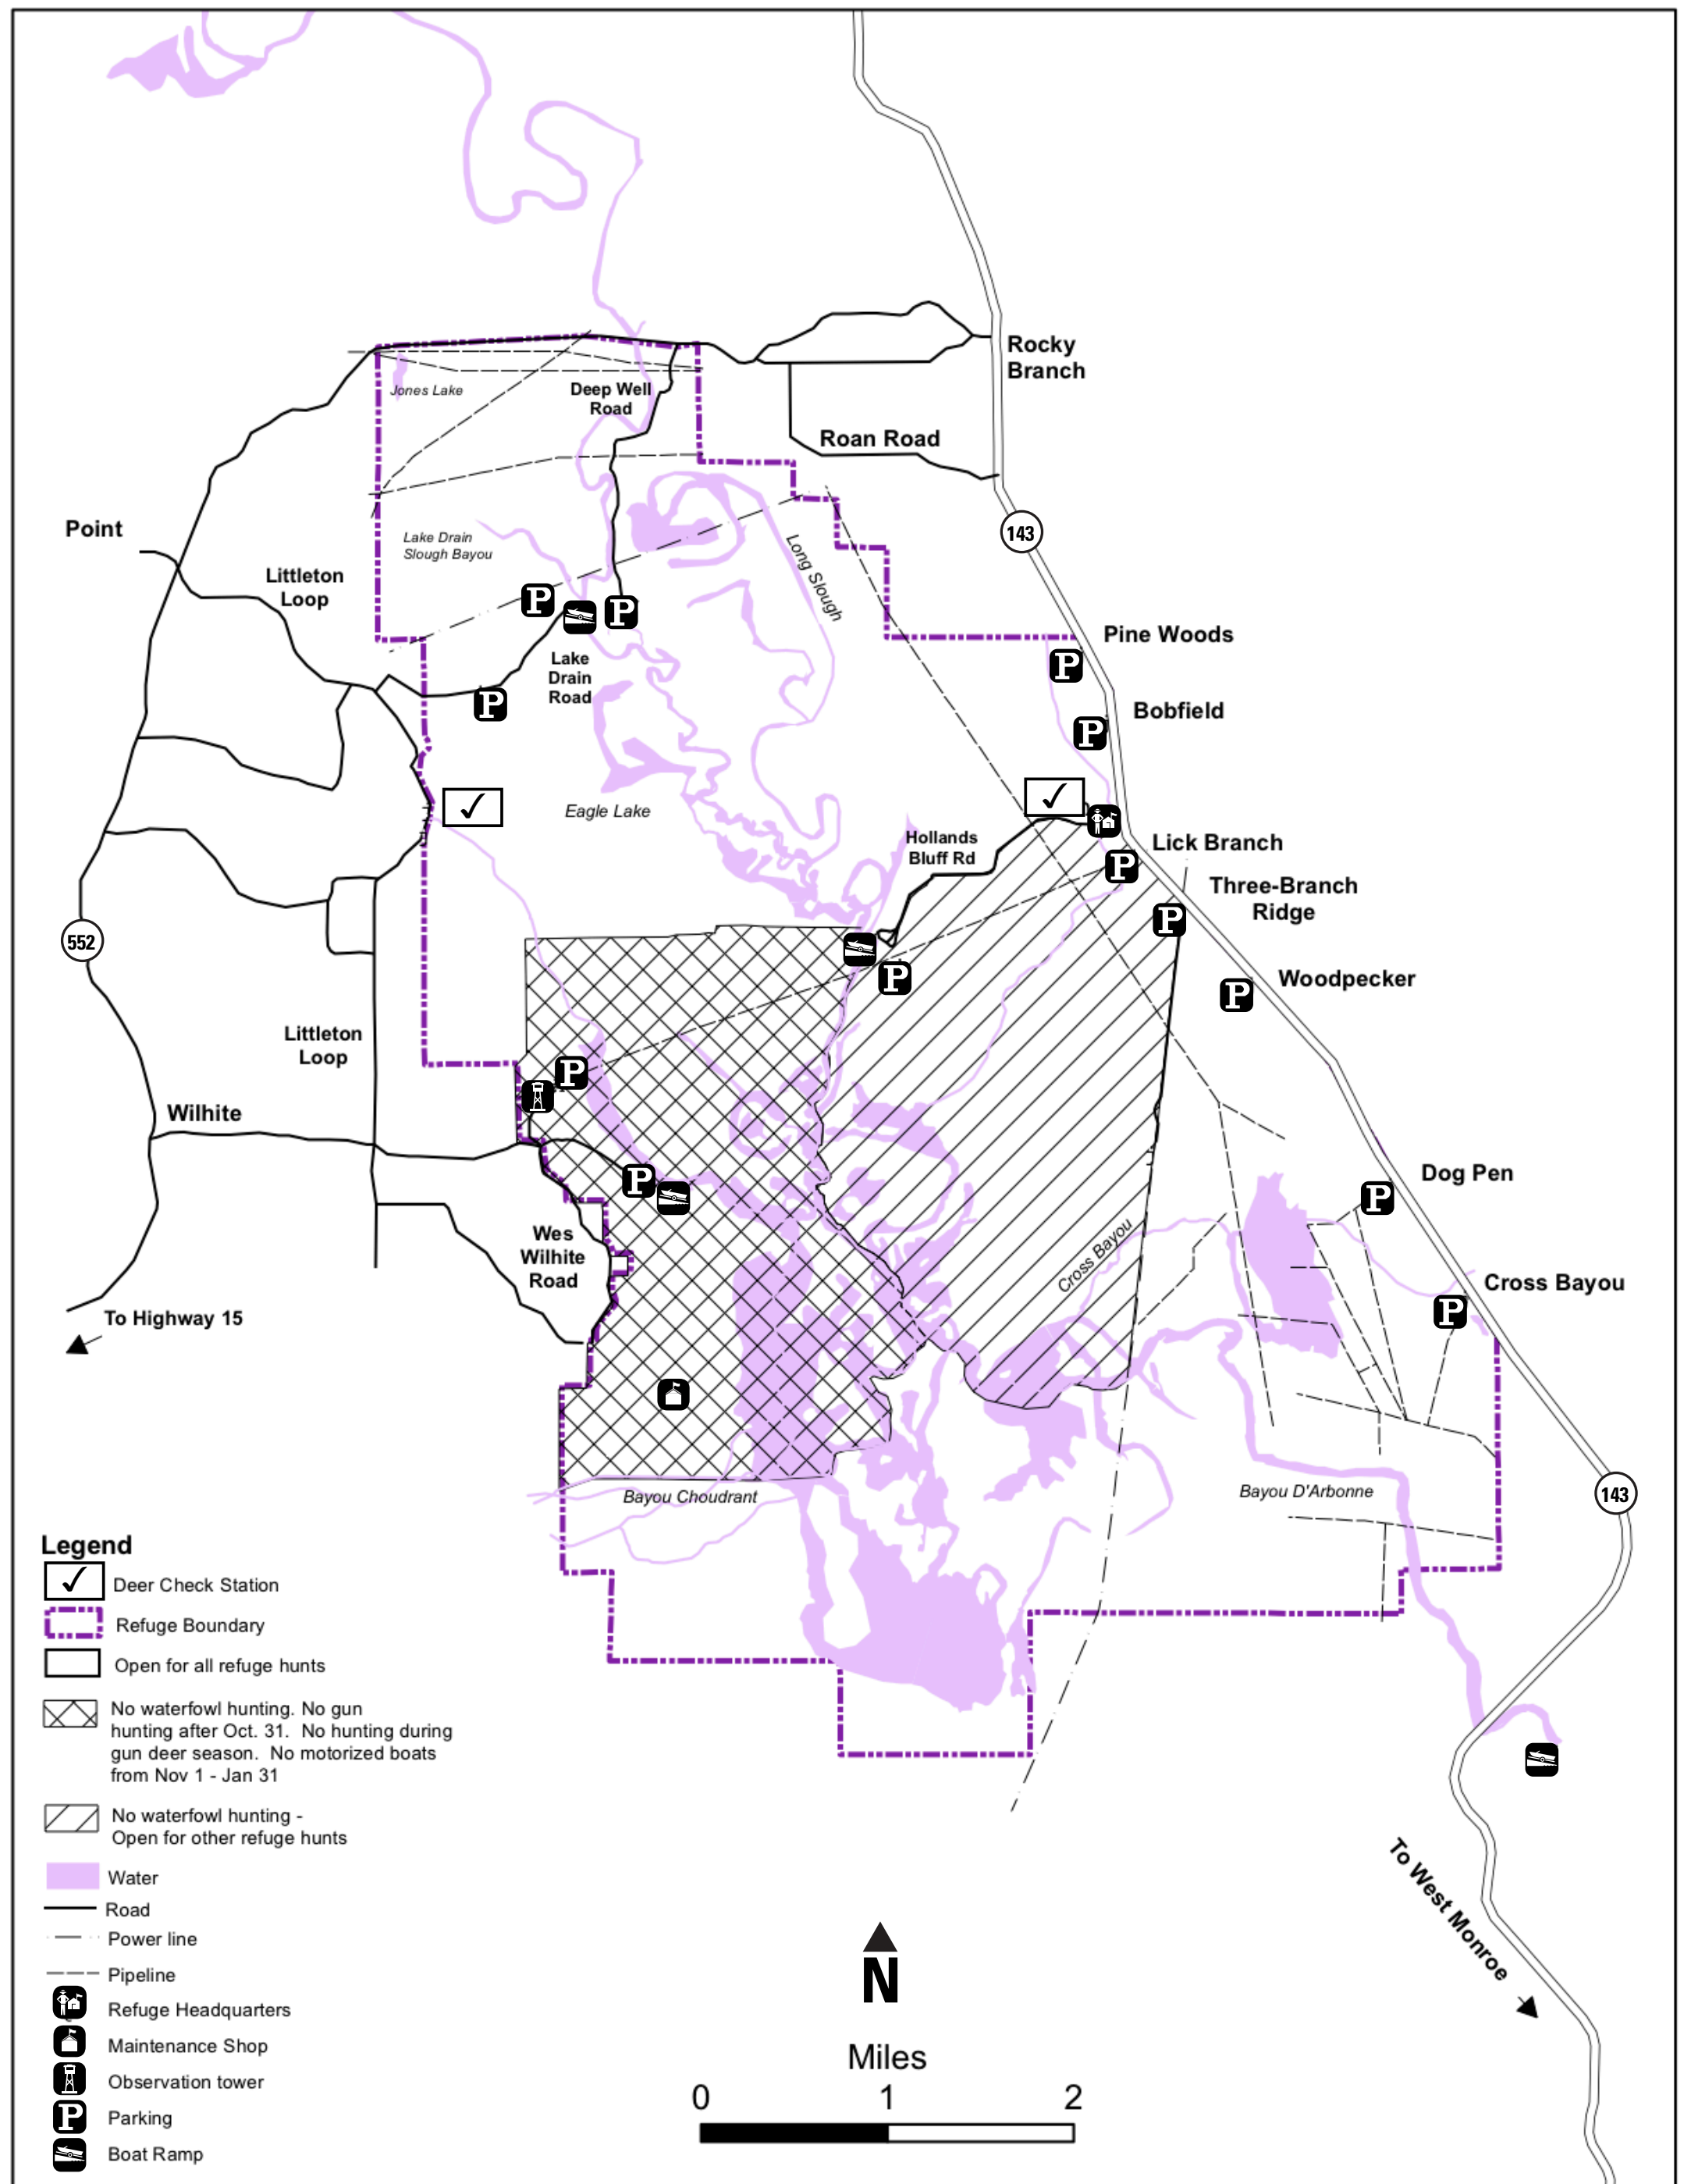 Rocky
Branch
Jones Lake
Deep Well
Road
Roan Road
Point
143
Lake Drain
Slough Bayou
Long Slough
Littleton
Loop
P
P
Pine Woods
Lake
Drain
Road
P
P
Bobfield
P
✓
✓
Eagle Lake
Hollands
Bluff Rd
Lick Branch
P
Three-Branch
Ridge
P
552
Woodpecker
P
P
Littleton
Loop
P
Wilhite
P
Dog Pen
P
Wes
Wilhite
Road
Cross Bayou
Cross Bayou
P
To Highway 15
Bayou Choudrant
Bayou D'Arbonne
143
Legend
✓ Deer Check Station
Refuge Boundary
Open for all refuge hunts
No waterfowl hunting. No gun
hunting after Oct. 31. No hunting during
gun deer season. No motorized boats
from Nov 1 - Jan 31
No waterfowl hunting -
Open for other refuge hunts
Water
Road
Power line
Pipeline
Refuge Headquarters
Maintenance Shop
Observation tower
P Parking
Boat Ramp
To West Monroe
N
Miles
0 1 2